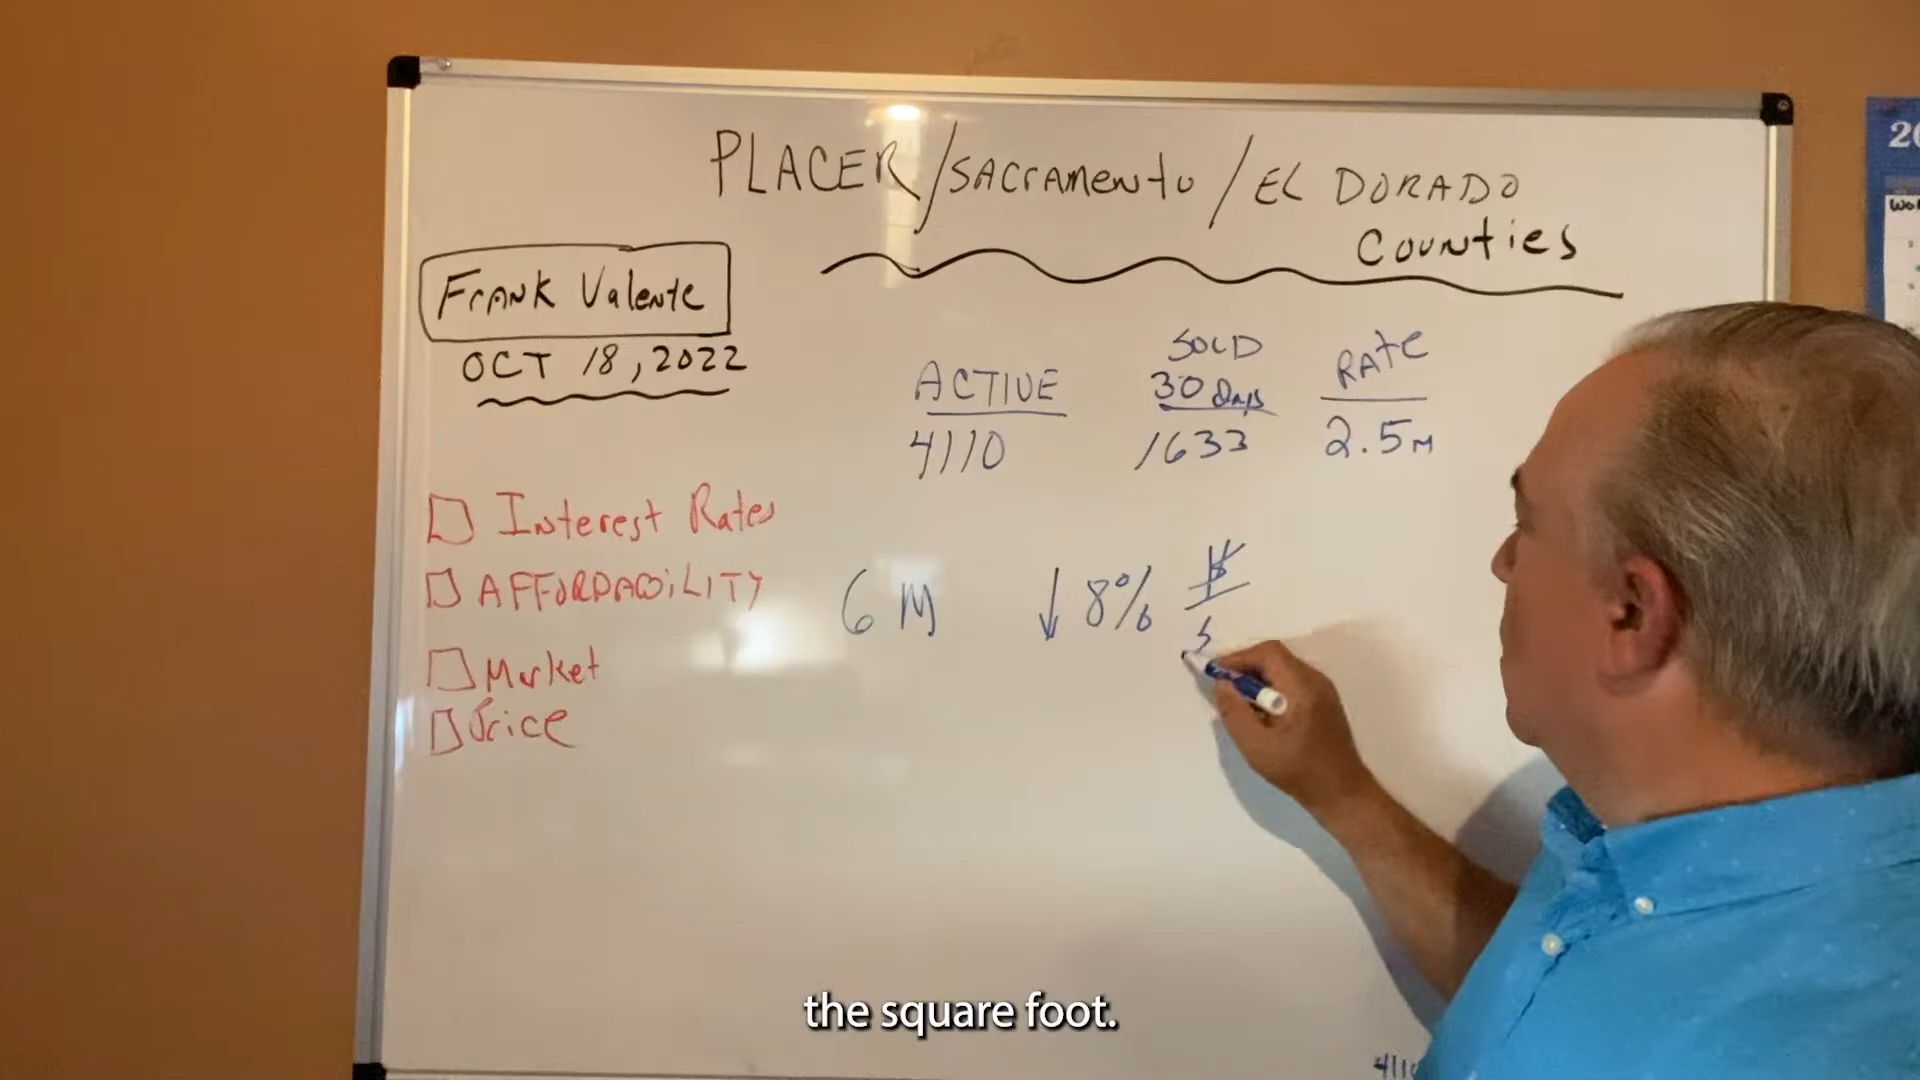 PLACER/SACramento/EL DORADO
Counties
Frank Valente
OCT 18, 2022
ACTIVE
4110
SOLD
30 Days
1633
RATE
2.5M
Interest Rates
AFFORDABILITY
6 M
↓ 8% $
S
Market
Price
the square foot.